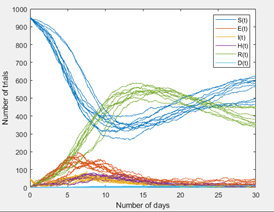 1000
900
800
700
600
500
400
300
200
100
0
0
5
10
15
20
25
30
Number of trials
Number of days
S(t)
E(t)
I(t)
H(t)
R(t)
D(t)